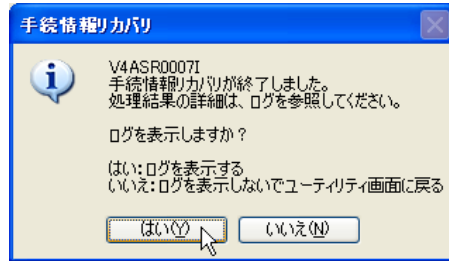 手続情報リカバリ
V4ASR0007I
手続情報リカバリが終了しました。
処理結果の詳細は、ログを参照してください。
ログを表示しますか？
はい:ログを表示する
いいえ:ログを表示しないでユーティリティ画面に戻る
はい(Y)
いいえ(N)